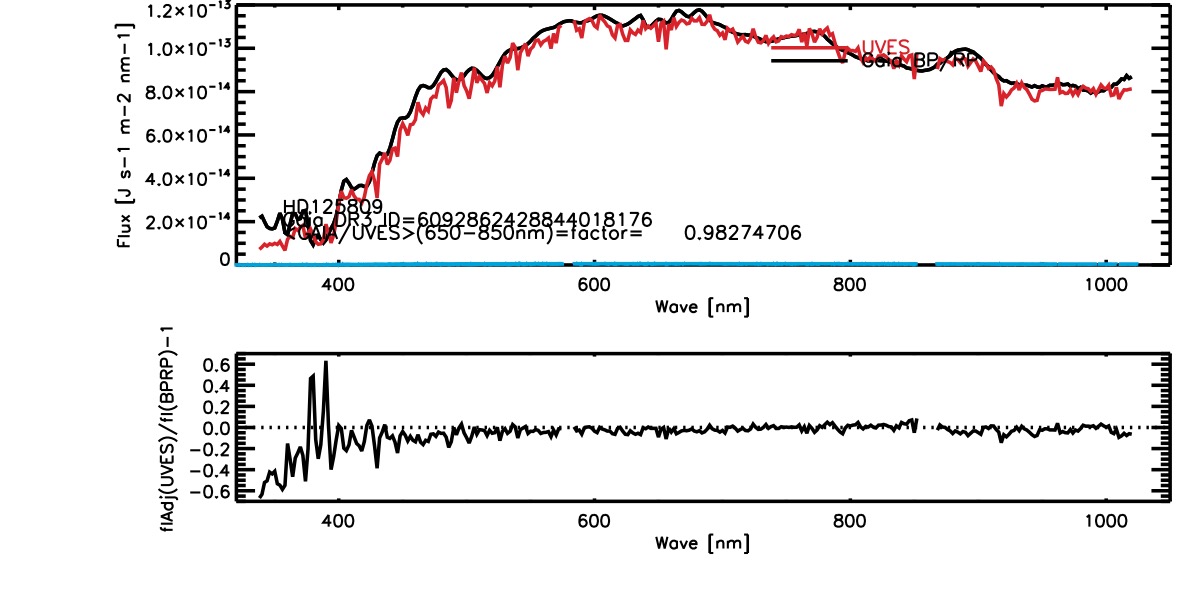 1.2×10−13
1.0×10−13
8.0×10−14
6.0×10−14
4.0×10−14
2.0×10−14
0
Flux [J s−1 m−2 nm−1]
UVES
Gaia BP/RP
HD125809
Gaia DR3 ID=6092862428844018176
<GAIA/UVES>(650−850nm)=factor= 0.98274706
400 600 800 1000
Wave [nm]
flAdj(UVES)/fl(BPRP)−1
0.6
0.4
0.2
0.0
−0.2
−0.4
−0.6
400 600 800 1000
Wave [nm]